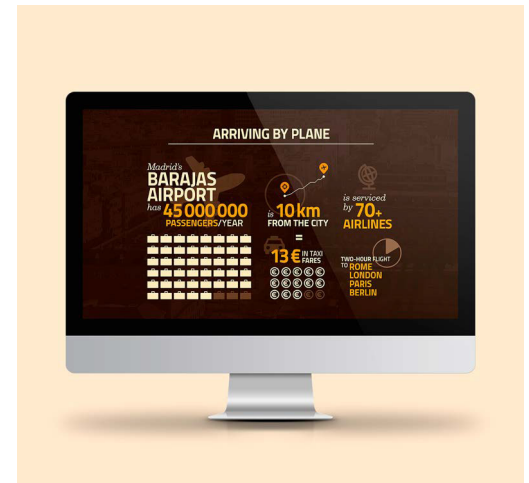 ARRIVING BY PLANE
Madrid's
BARAJAS
AIRPORT
has 45 000 000
PASSENGERS/YEAR
is 10 km
FROM THE CITY
=
13 € IN TAXI
FARES
is serviced
by 70+
AIRLINES
TWO-HOUR FLIGHT
TO ROME
LONDON
PARIS
BERLIN